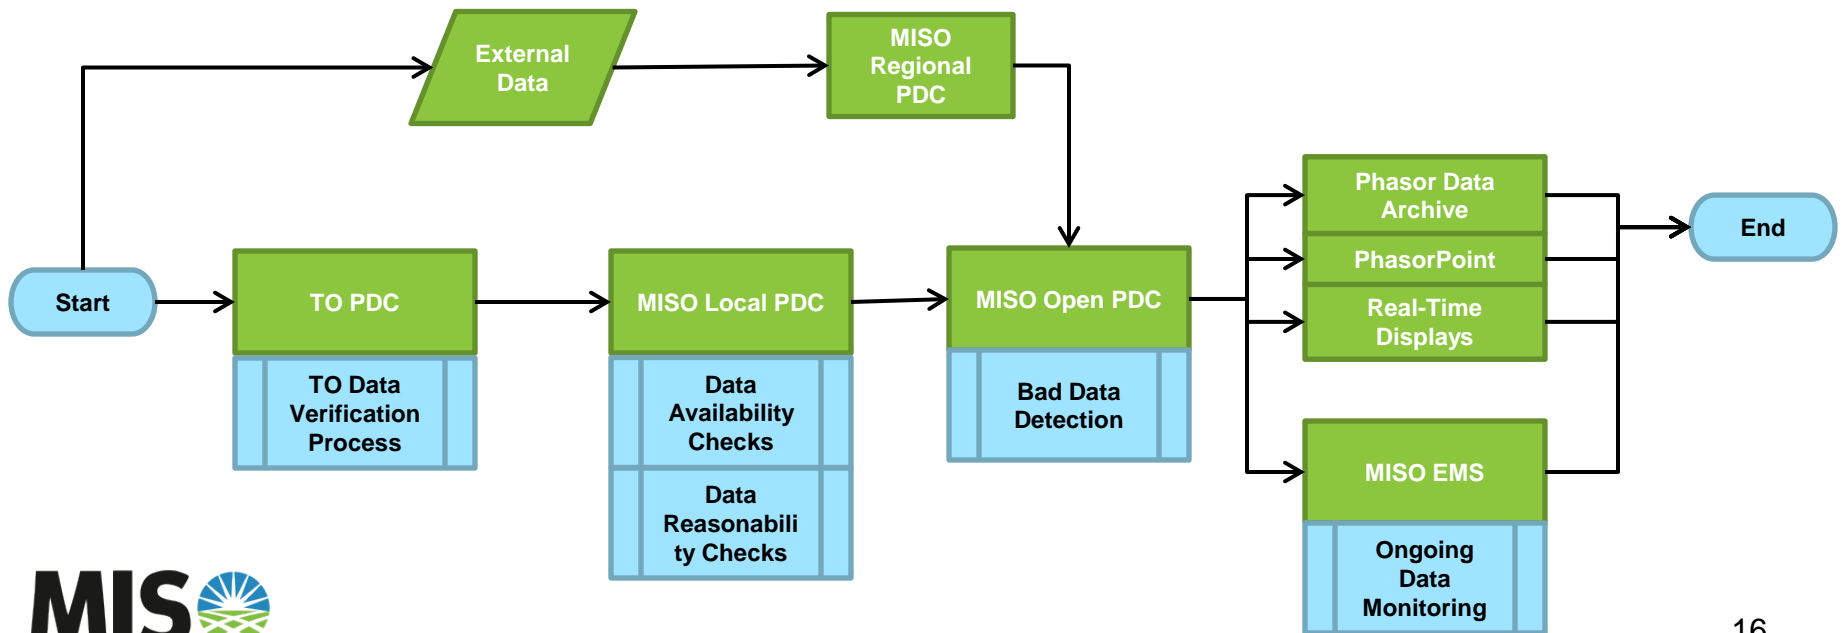 External
Data
MISO
Regional
PDC
Start
TO PDC
TO Data
Verification
Process
MISO Local PDC
Data
Availability
Checks
Data
Reasonabili
ty Checks
MISO Open PDC
Bad Data
Detection
Phasor Data
Archive
PhasorPoint
Real-Time
Displays
MISO EMS
Ongoing
Data
Monitoring
End
MISO
16